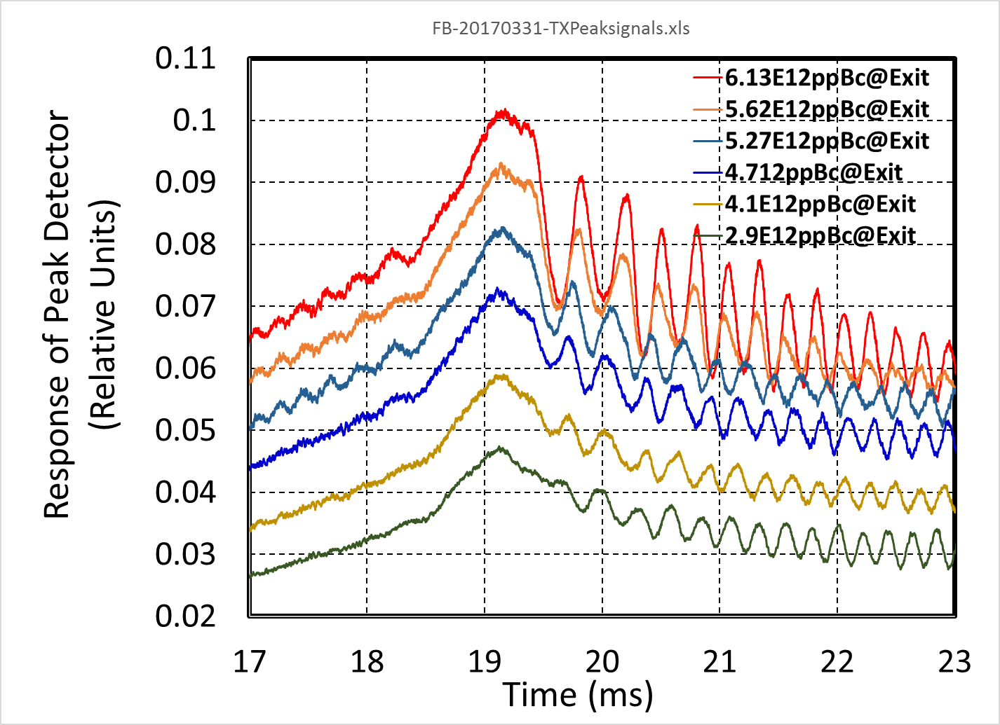 FB-20170331-TXPeaksignals.xls
Response of Peak Detector
(Relative Units)
0.11
0.1
0.09
0.08
0.07
0.06
0.05
0.04
0.03
0.02
6.13E12ppBc@Exit
5.62E12ppBc@Exit
5.27E12ppBc@Exit
4.712ppBc@Exit
4.1E12ppBc@Exit
2.9E12ppBc@Exit
17 18 19 20 21 22 23
Time (ms)